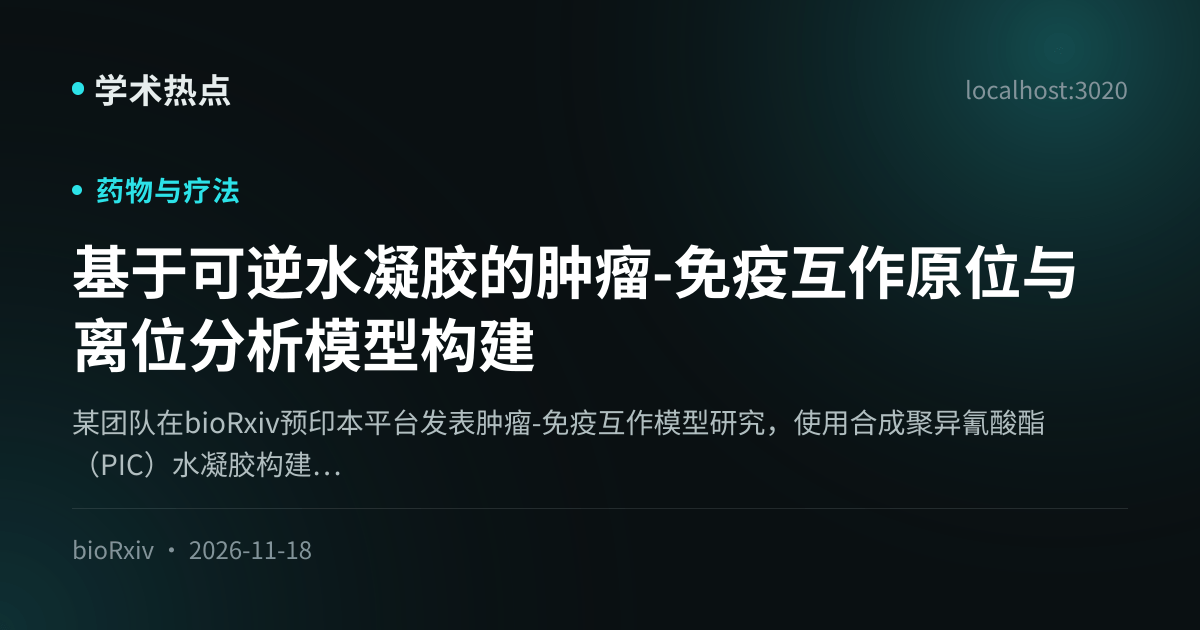 学术热点
localhost:3020
药物与疗法
基于可逆水凝胶的肿瘤-免疫互作原位与
离位分析模型构建
某团队在bioRxiv预印本平台发表肿瘤-免疫互作模型研究，使用合成聚异氰酸酯
（PIC）水凝胶构建…
bioRxiv · 2026-11-18